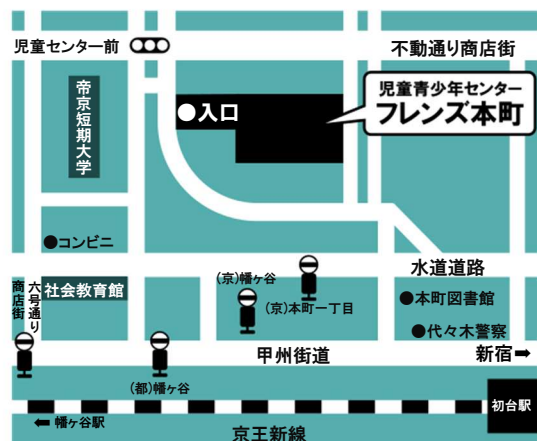 児童センター前
不動通り商店街
帝京短期大学
●入口
児童青少年センター
フレンズ本町
●コンビニ
六号通り
商店街
社会教育館
(京)幡ヶ谷
(京)本町一丁目
水道道路
●本町図書館
●代々木警察
甲州街道
新宿➡
(都)幡ヶ谷
初台駅
⬅幡ヶ谷駅
京王新線